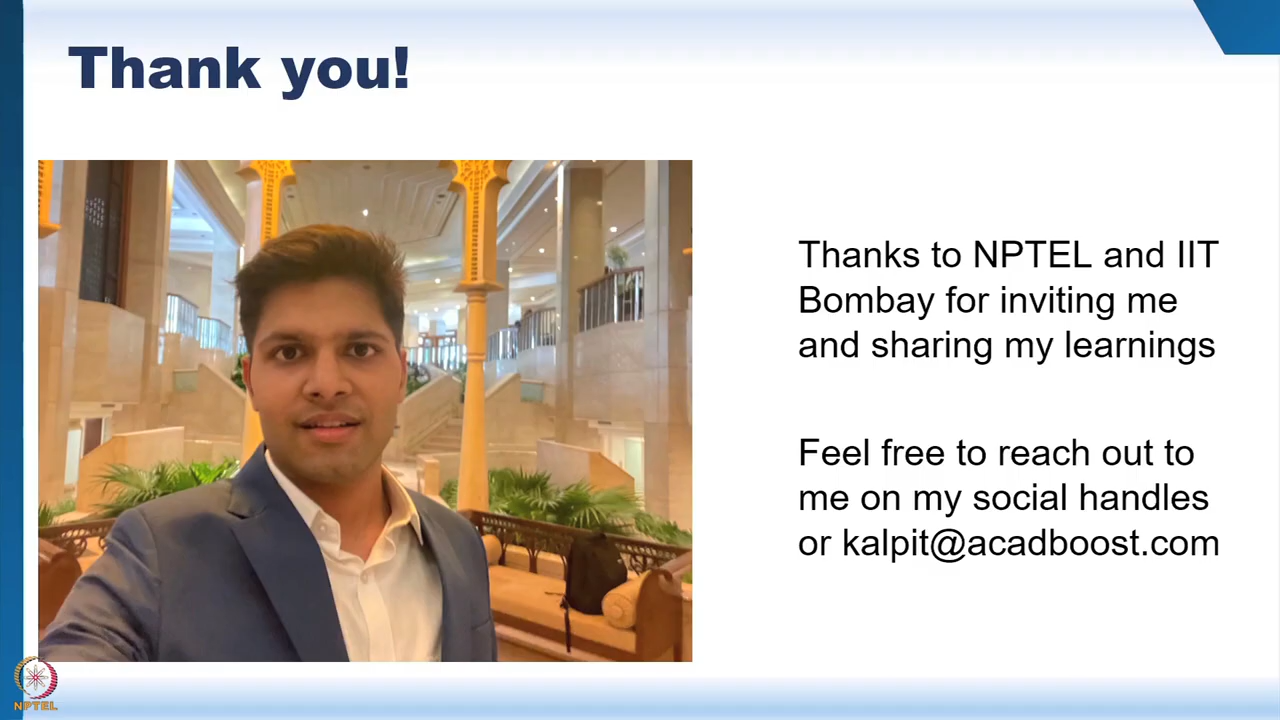 Thank you!
Thanks to NPTEL and IIT
Bombay for inviting me
and sharing my learnings
Feel free to reach out to
me on my social handles
or kalpit@acadboost.com
NPTEL